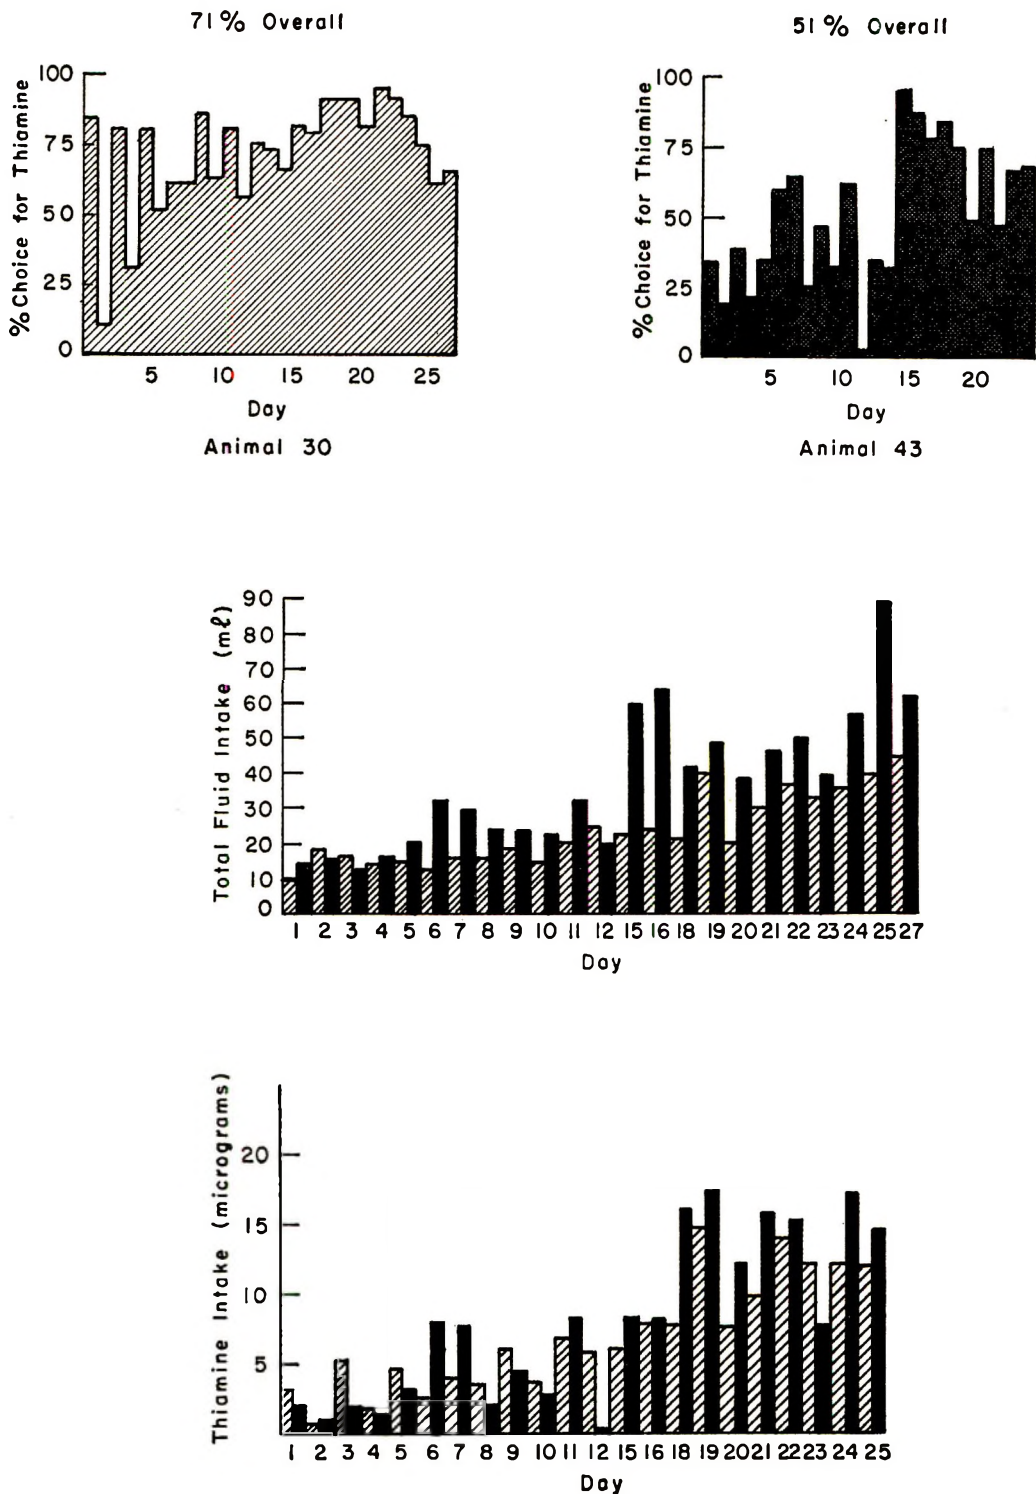 71% Overall
% Choice for Thiamine
100
75
50
25
0
5 10 15 20 25
Day
Animal 30
51% Overall
% Choice for Thiamine
100
75
50
25
0
5 10 15 20
Day
Animal 43
Total Fluid Intake (mℓ)
90
80
70
60
50
40
30
20
10
0
1 2 3 4 5 6 7 8 9 10 11 12 15 16 18 19 20 21 22 23 24 25 27
Day
Thiamine Intake (micrograms)
20
15
10
5
1 2 3 4 5 6 7 8 9 10 11 12 15 16 18 19 20 21 22 23 24 25
Day